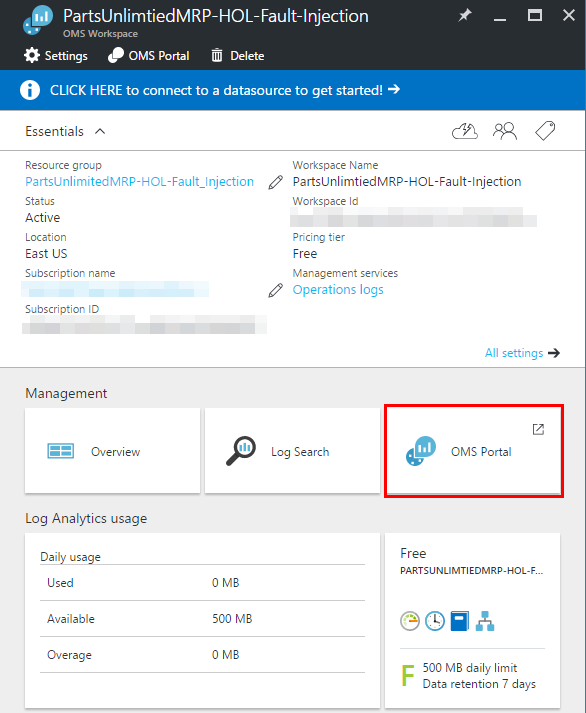 PartsUnlimtiedMRP-HOL-Fault-Injection
OMS Workspace
Settings OMS Portal Delete
CLICK HERE to connect to a datasource to get started! →
Essentials
Resource group
PartsUnlimitedMRP-HOL-Fault_Injection
Status
Active
Location
East US
Subscription name
Subscription ID
Workspace Name
PartsUnlimtiedMRP-HOL-Fault-Injection
Workspace Id
Pricing tier
Free
Management services
Operations logs
All settings →
Management
Overview
Log Search
OMS Portal
Log Analytics usage
Daily usage
Used 0 MB
Available 500 MB
Overage 0 MB
Free
PARTSUNLIMTIEDMRP-HOL-F...
F
500 MB daily limit
Data retention 7 days